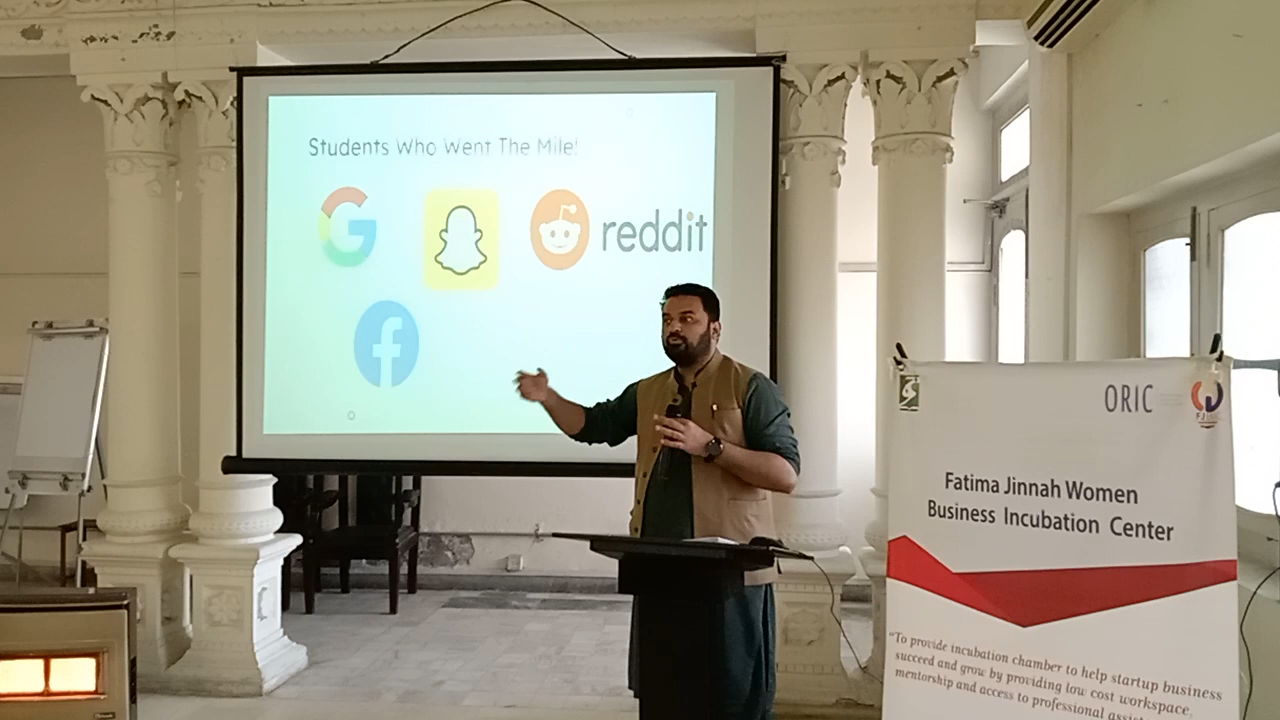 Students Who Went The Mile!
G
reddit
f
ORIC
Fatima Jinnah Women
Business Incubation Center
"To provide incubation chamber to help startup business
succeed and grow by providing low cost workspace,
mentorship and access to professional